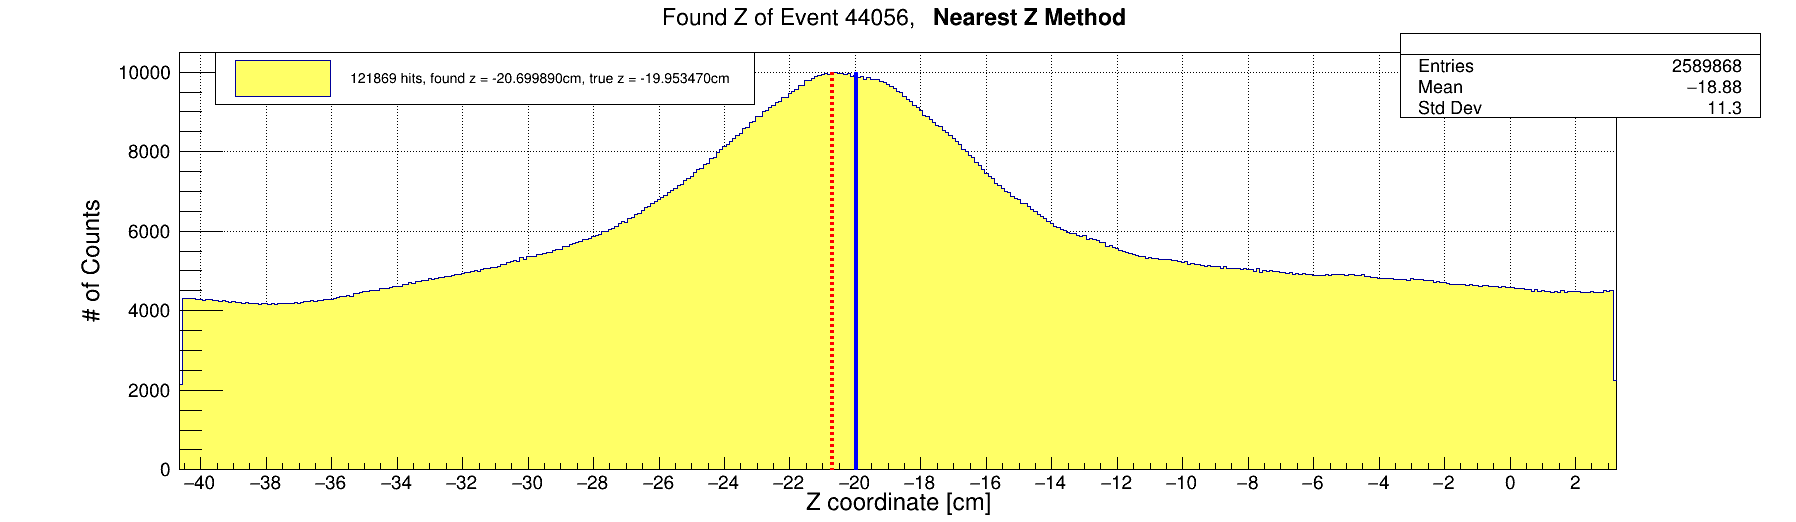 Found Z of Event 44056, Nearest Z Method
121869 hits, found z = -20.699890cm, true z = -19.953470cm
Entries 2589868
Mean −18.88
Std Dev 11.3
10000
8000
6000
4000
2000
0
# of Counts
−40 −38 −36 −34 −32 −30 −28 −26 −24 −22 −20 −18 −16 −14 −12 −10 −8 −6 −4 −2 0 2
Z coordinate [cm]